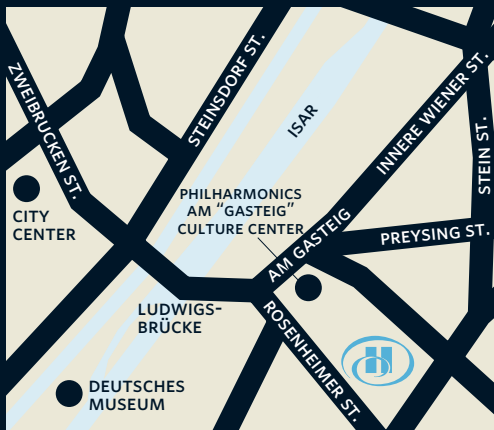 ZWEIBRUCKEN ST.
STEINSDORF ST.
ISAR
INNERE WIENER ST.
STEIN ST.
PHILHARMONICS
AM “GASTEIG”
CULTURE CENTER
CITY
CENTER
AM GASTEIG
PREYSING ST.
LUDWIGS-
BRÜCKE
ROSENHEIMER ST.
H
DEUTSCHES
MUSEUM